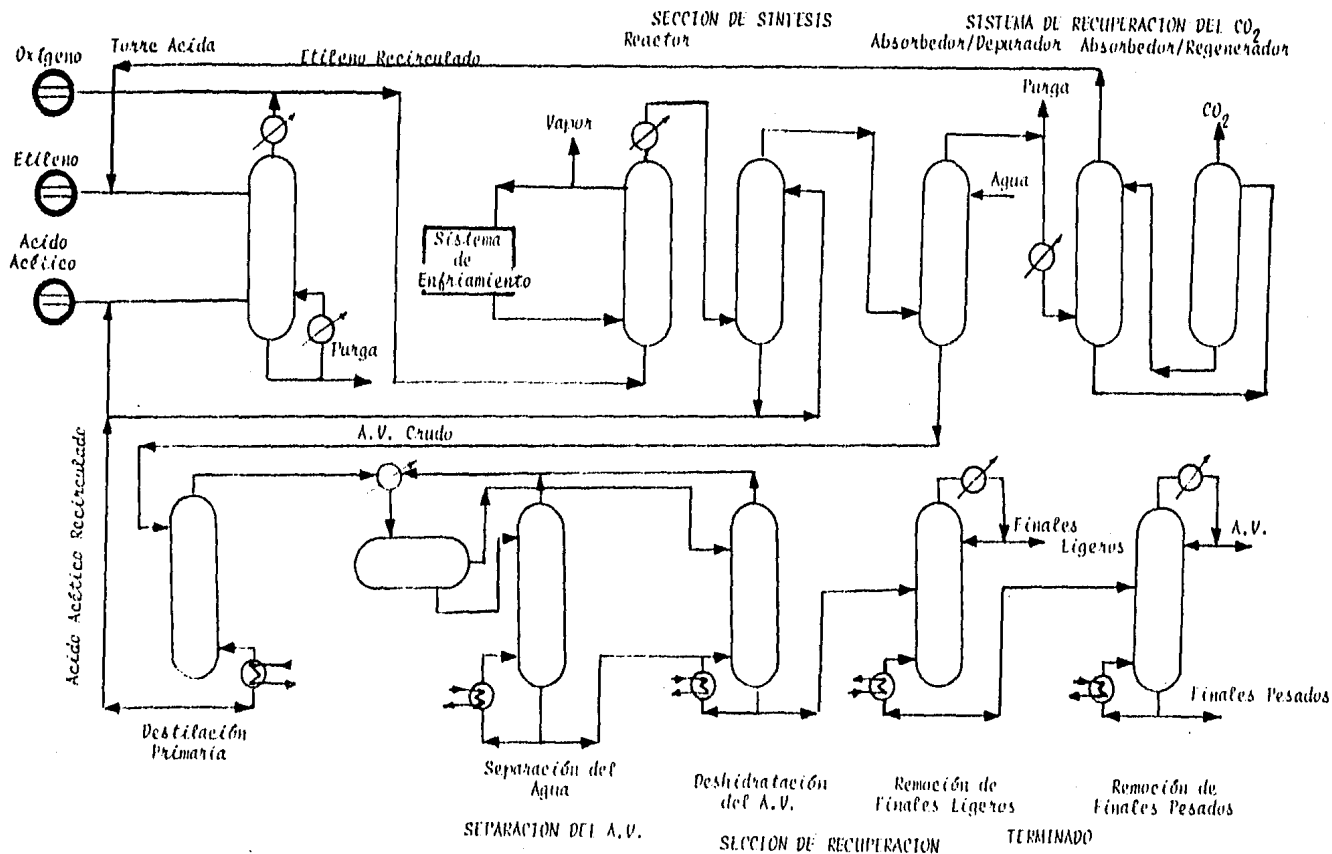 SECCION DE SINTESIS
Reactor
SISTEMA DE RECUPERACION DEL CO2
Absorbedor/Depurador Absorbedor/Regenerador
Oxígeno
Torre Acida
Etileno Recirculado
Purga
CO2
Vapor
Etileno
Agua
Acido
Acético
Sistema
de
Enfriamiento
Purga
A.V. Crudo
Acido Acético Recirculado
Finales
Ligeros
A.V.
Finales Pesados
Destilación
Primaria
Separación del
Agua
Deshidratación
del A.V.
Remoción de
Finales Ligeros
Remoción de
Finales Pesados
SEPARACION DEL A.V.
SECCION DE RECUPERACION
TERMINADO